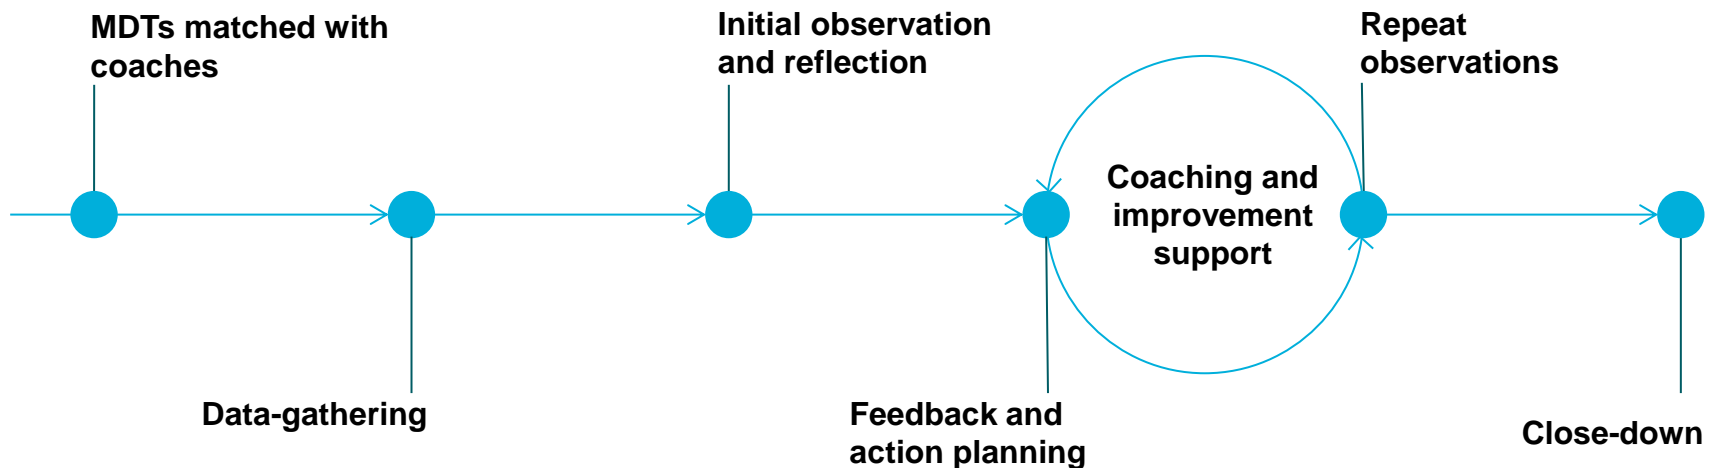 MDTs matched with
coaches
Initial observation
and reflection
Repeat
observations
Coaching and
improvement
support
Data-gathering
Feedback and
action planning
Close-down